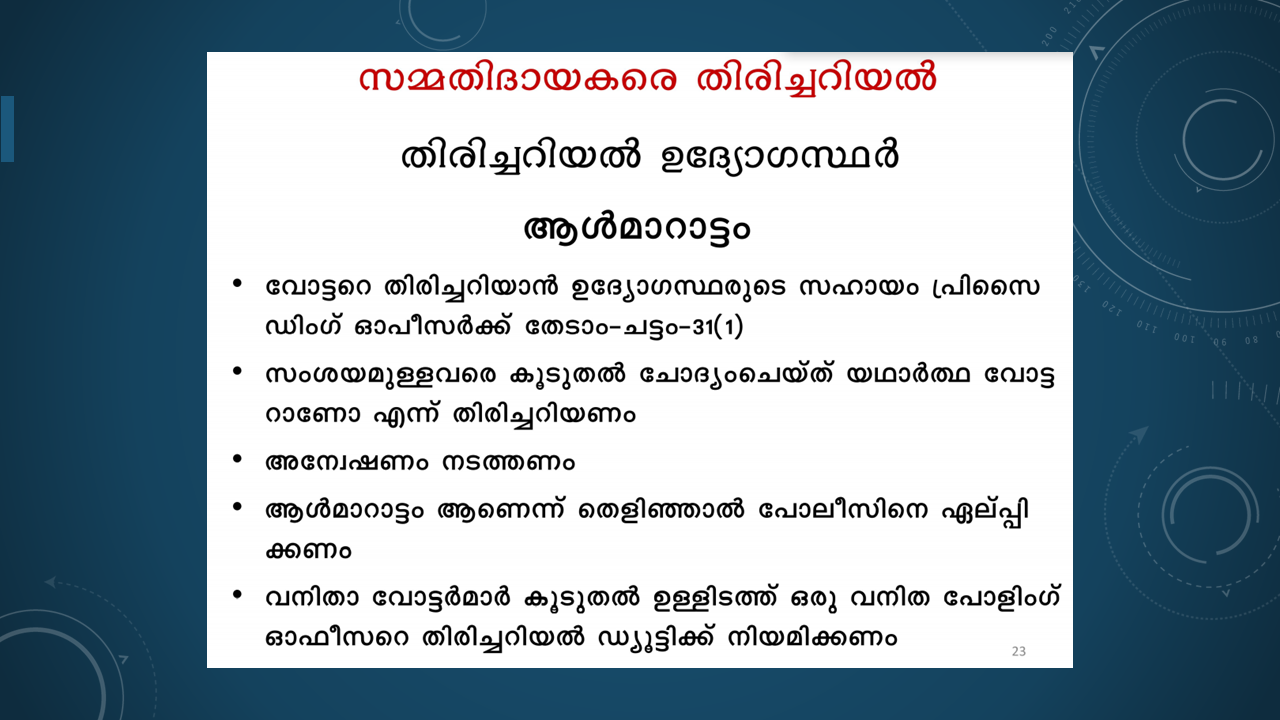 സമ്മതിദായകരെ തിരിച്ചറിയൽ
തിരിച്ചറിയൽ ഉദ്യോഗസ്ഥർ
ആൾമാറാട്ടം
• വോട്ടറെ തിരിച്ചറിയാൻ ഉദ്യോഗസ്ഥരുടെ സഹായം പ്രിസൈ
ഡിംഗ് ഓപീസർക്ക് തേടാം-ചട്ടം-31(1)
• സംശയമുള്ളവരെ കൂടുതൽ ചോദ്യംചെയ്ത് യഥാർത്ഥ വോട്ട
റാണോ എന്ന് തിരിച്ചറിയണം
• അന്വേഷണം നടത്തണം
• ആൾമാറാട്ടം ആണെന്ന് തെളിഞ്ഞാൽ പോലീസിനെ ഏല്പ്പി
ക്കണം
• വനിതാ വോട്ടർമാർ കൂടുതൽ ഉള്ളിടത്ത് ഒരു വനിത പോളിംഗ്
ഓഫീസറെ തിരിച്ചറിയൽ ഡ്യൂട്ടിക്ക് നിയമിക്കണം
23